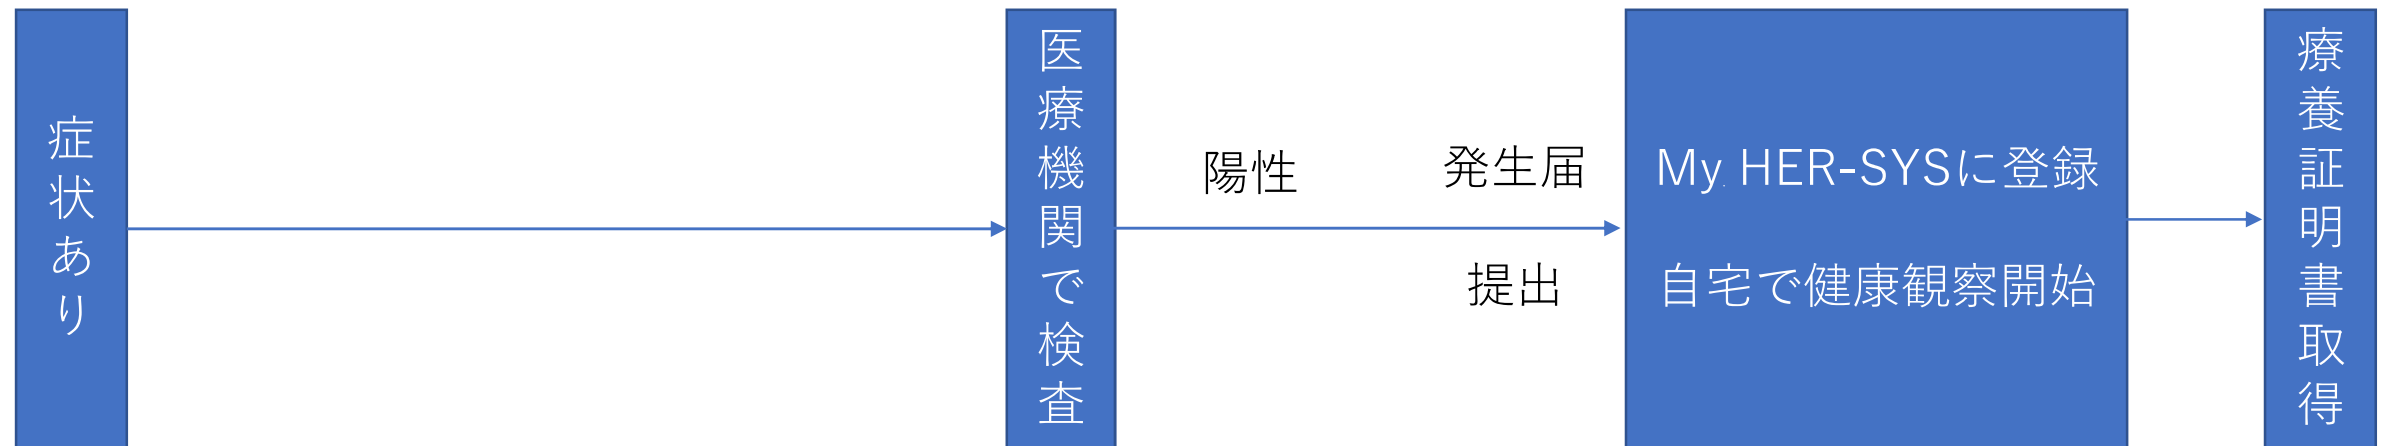 症状あり
医療機関で検査
陽性
発生届
提出
My HER-SYSに登録
自宅で健康観察開始
療養証明書取得